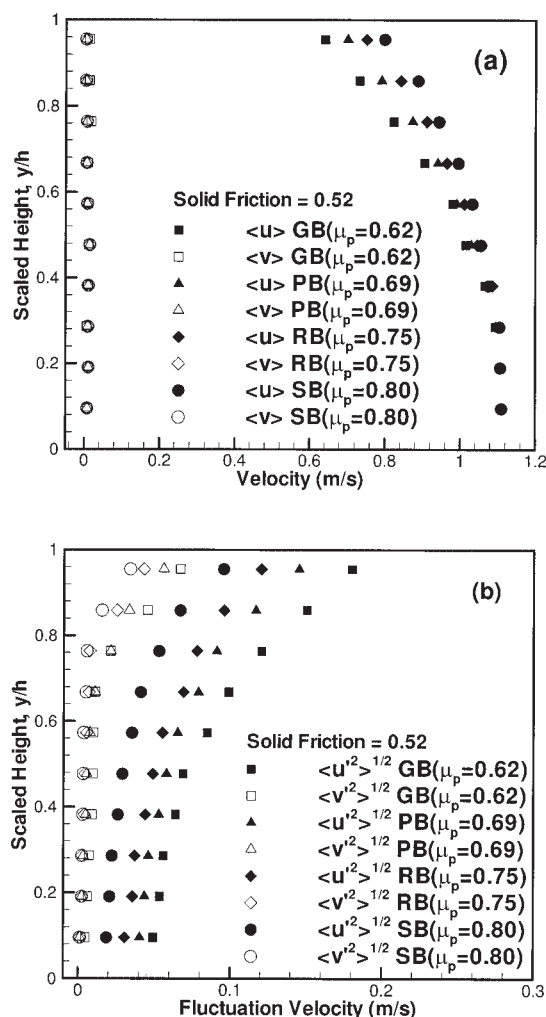 (a)
Scaled Height, y/h
1
0.8
0.6
0.4
0.2
0
Solid Friction = 0.52
<u> GB(μp=0.62)
<v> GB(μp=0.62)
<u> PB(μp=0.69)
<v> PB(μp=0.69)
<u> RB(μp=0.75)
<v> RB(μp=0.75)
<u> SB(μp=0.80)
<v> SB(μp=0.80)
0 0.2 0.4 0.6 0.8 1 1.2
Velocity (m/s)
(b)
Scaled Height, y/h
1
0.8
0.6
0.4
0.2
0
Solid Friction = 0.52
<u'²>^1/2 GB(μp=0.62)
<v'²>^1/2 GB(μp=0.62)
<u'²>^1/2 PB(μp=0.69)
<v'²>^1/2 PB(μp=0.69)
<u'²>^1/2 RB(μp=0.75)
<v'²>^1/2 RB(μp=0.75)
<u'²>^1/2 SB(μp=0.80)
<v'²>^1/2 SB(μp=0.80)
0 0.1 0.2 0.3
Fluctuation Velocity (m/s)